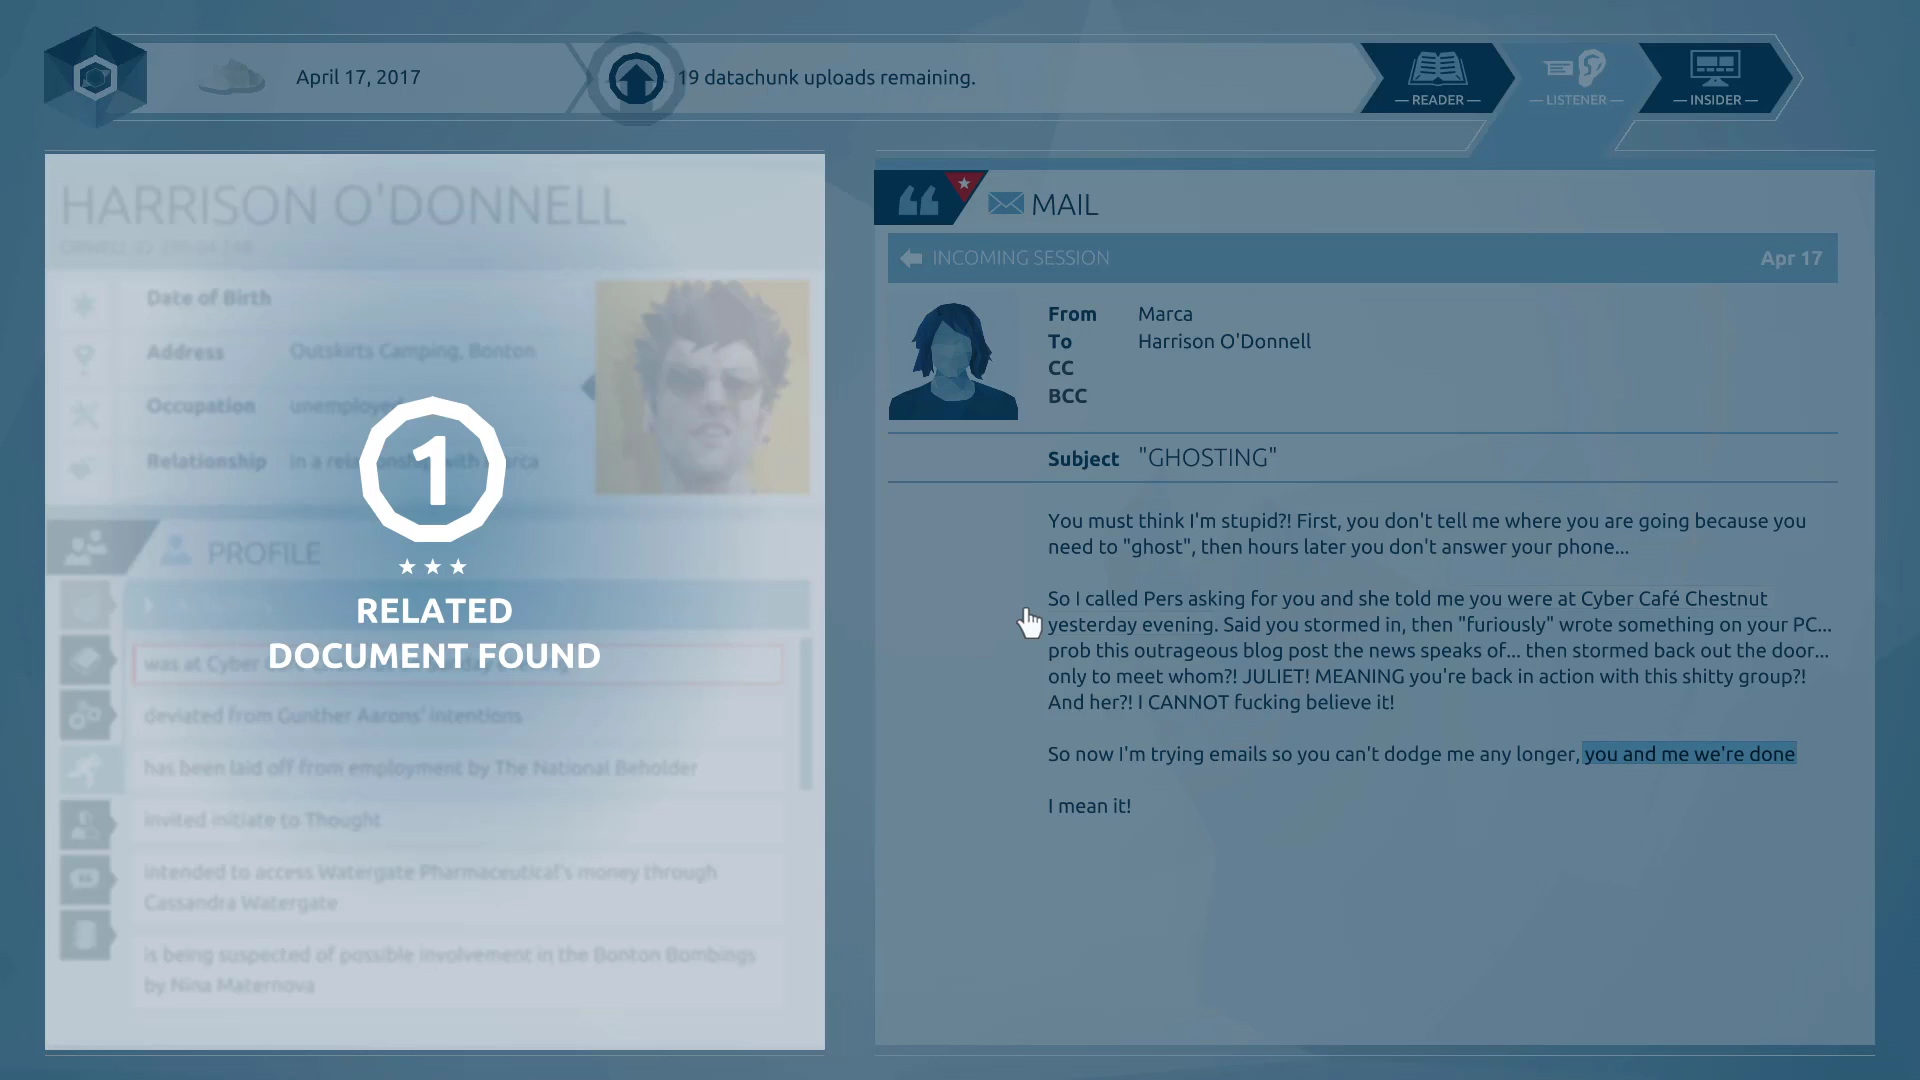 April 17, 2017
19 datachunk uploads remaining.
READER
LISTENER
INSIDER
HARRISON O'DONNELL
Date of Birth
Address Outskirts Camping, Bonton
Occupation unemployed
Relationship In a relationship with Marca
1
RELATED
DOCUMENT FOUND
PROFILE
was at Cyber
deviated from Gunther Aarons' intentions
has been laid off from employment by The National Beholder
invited initiate to Thought
intended to access Watergate Pharmaceutical's money through
Cassandra Watergate
is being suspected of possible involvement in the Bonton Bombings
by Nina Maternova
MAIL
INCOMING SESSION Apr 17
From Marca
To Harrison O'Donnell
CC
BCC
Subject "GHOSTING"
You must think I'm stupid?! First, you don't tell me where you are going because you
need to "ghost", then hours later you don't answer your phone...
So I called Pers asking for you and she told me you were at Cyber Café Chestnut
yesterday evening. Said you stormed in, then "furiously" wrote something on your PC...
prob this outrageous blog post the news speaks of... then stormed back out the door...
only to meet whom?! JULIET! MEANING you're back in action with this shitty group?!
And her?! I CANNOT fucking believe it!
So now I'm trying emails so you can't dodge me any longer, you and me we're done
I mean it!